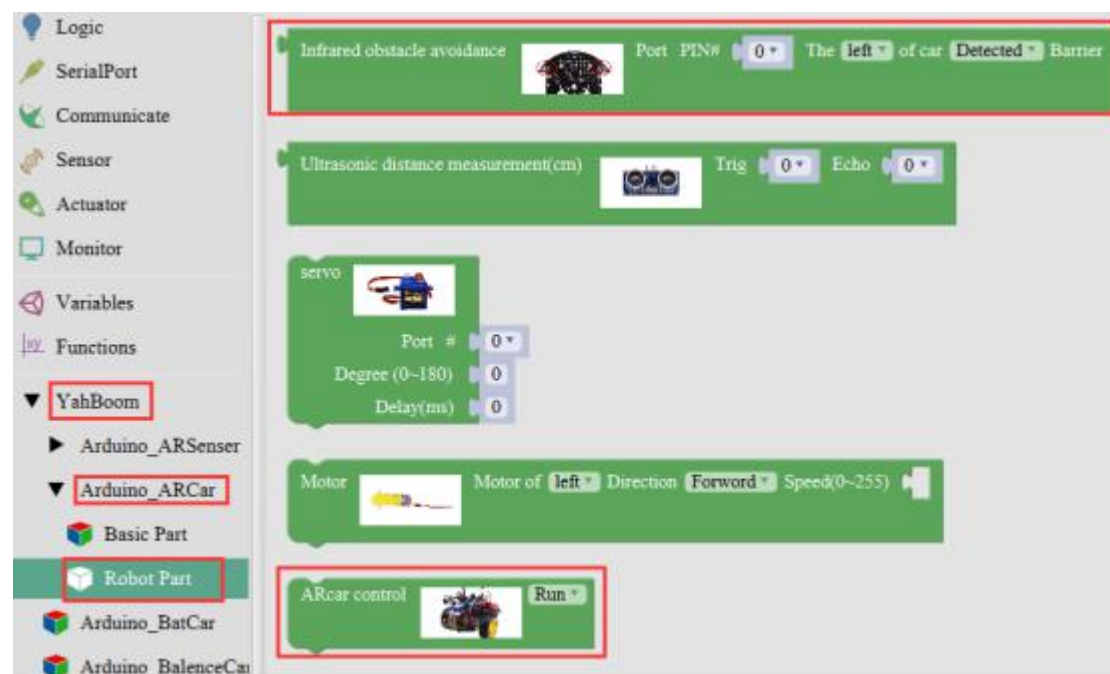 Logic
SerialPort
Communicate
Sensor
Actuator
Monitor
Variables
Functions
YahBoom
Arduino_ARSenser
Arduino_ARCar
Basic Part
Robot Part
Arduino_BatCar
Arduino_BalenceCar
Infrared obstacle avoidance Port PIN# 0 The left of car Detected Barrier
Ultrasonic distance measurement(cm) Trig 0 Echo 0
servo
Port # 0
Degree (0~180) 0
Delay(ms) 0
Motor Motor of left Direction Forword Speed(0~255)
ARcar control Run